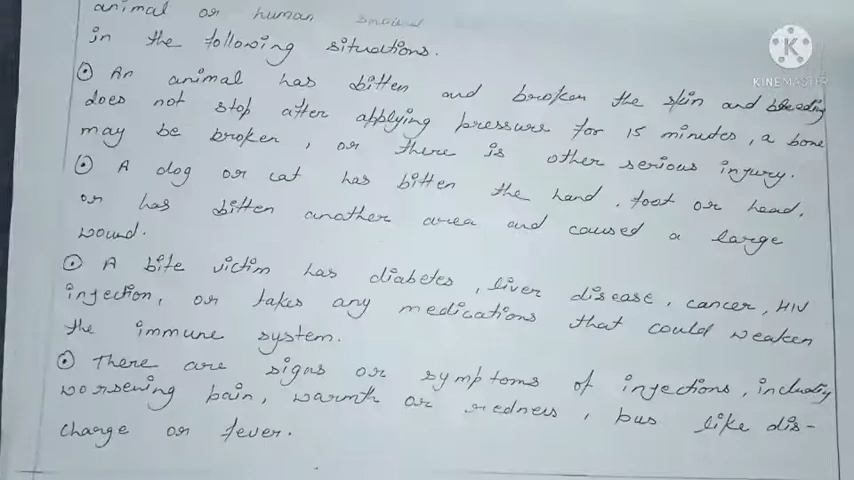 animal or human should
in the following situations.
K
KINEMASTER
⊙ An animal has bitten and broken the skin and bleeding
does not stop after applying pressure for 15 minutes, a bone
may be broken, or there is other serious injury.
⊙ A dog or cat has bitten the hand, foot or head,
or has bitten another area and caused a large
wound.
⊙ A bite victim has diabetes, liver disease, cancer, HIV
injection, or takes any medications that could weaken
the immune system.
⊙ There are signs or symptoms of injections, including
worsening pain, warmth or redness, pus like dis-
charge or fever.